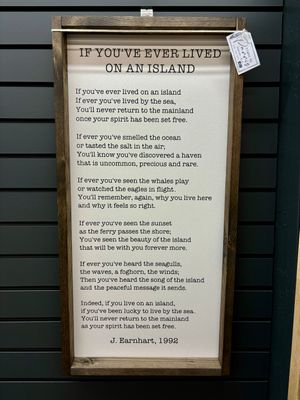 IF YOU'VE EVER LIVED
ON AN ISLAND
If you've ever lived on an island
If you've ever lived by the sea,
You'll never return to the mainland
once your spirit has been set free.
If ever you've smelled the ocean
or tasted the salt in the air;
You'll know you've discovered a haven
that is uncommon, precious and rare.
If ever you've seen the whales play
or watched the eagles in flight.
You'll remember, again, why you live here
and why it feels so right.
If ever you've seen the sunset
as the ferry passes the shore;
You've seen the beauty of the island
that will be with you forever more.
If ever you've heard the seagulls,
the waves, a foghorn, the winds;
Then you've heard the song of the island
and the peaceful message it sends.
Indeed, if you live on an island,
if you've been lucky to live by the sea.
You'll never return to the mainland
as your spirit has been set free.
J. Earnhart, 1992